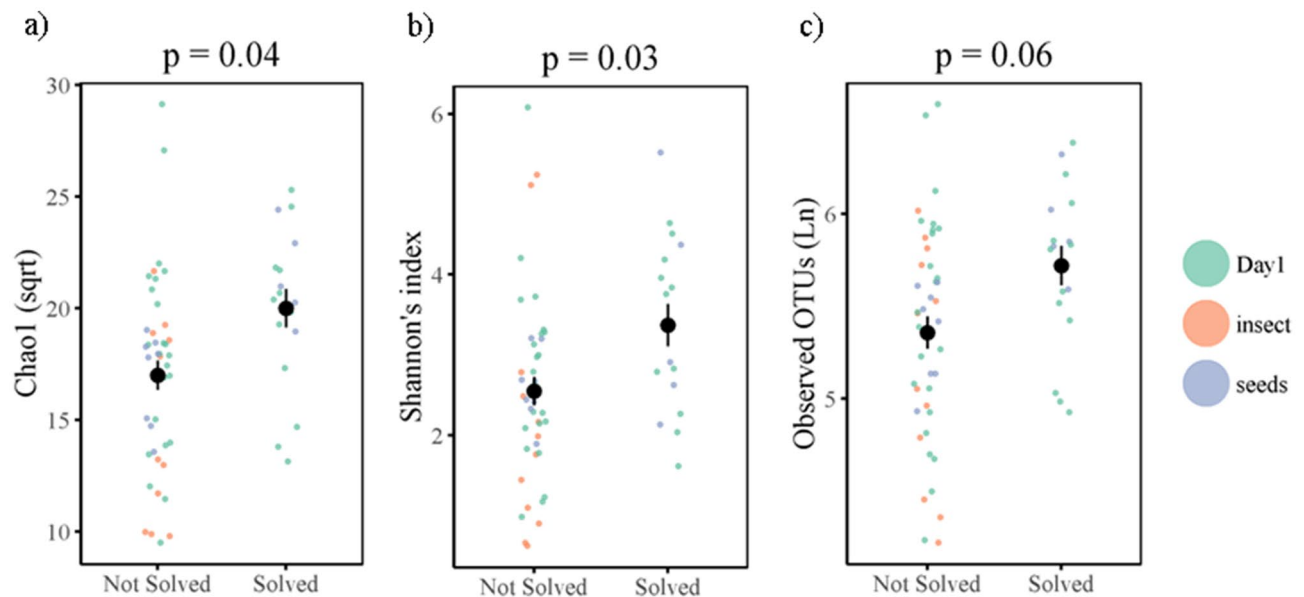 a)
p = 0.04
Chao1 (sqrt)
30
25
20
15
10
Not Solved
Solved
b)
p = 0.03
Shannon's index
6
4
2
Not Solved
Solved
c)
p = 0.06
Observed OTUs (Ln)
6
5
Not Solved
Solved
Day1
insect
seeds